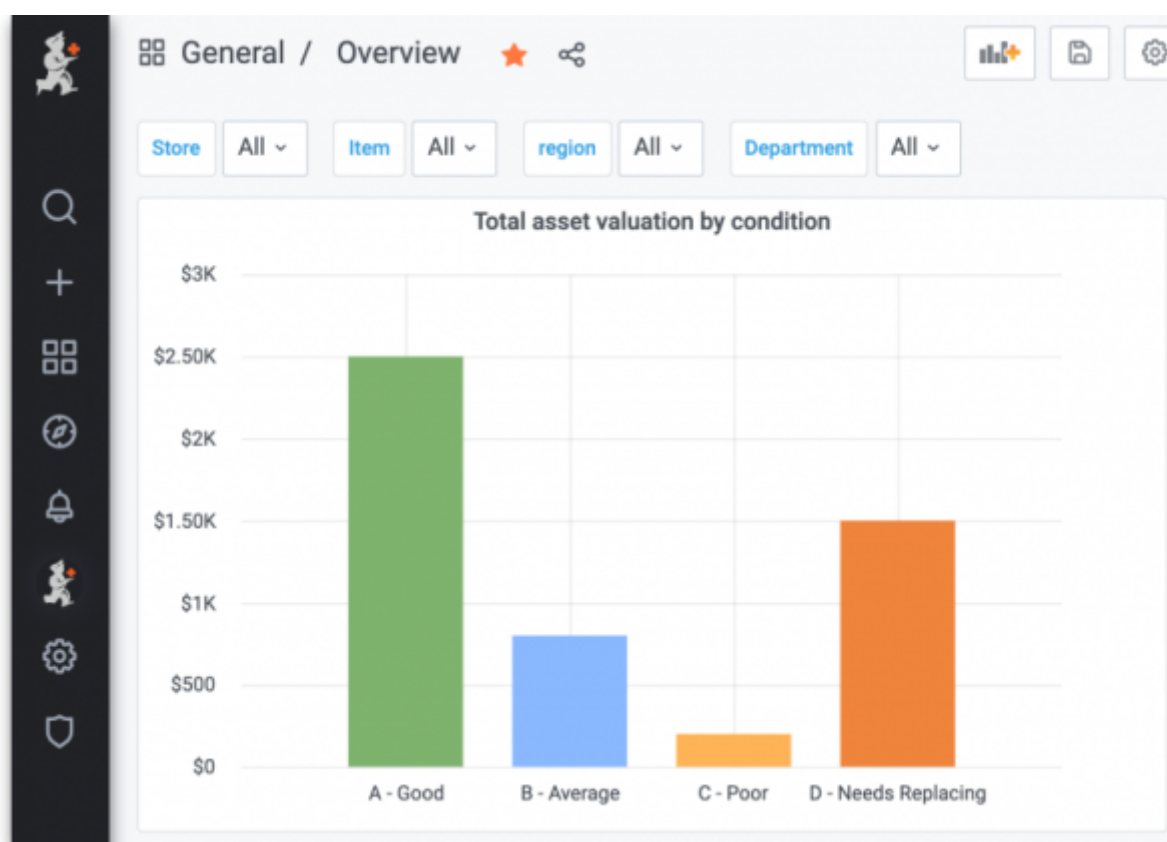 General / Overview
Store All Item All region All Department All
Total asset valuation by condition
$3K
$2.50K
$2K
$1.50K
$1K
$500
$0
A - Good B - Average C - Poor D - Needs Replacing